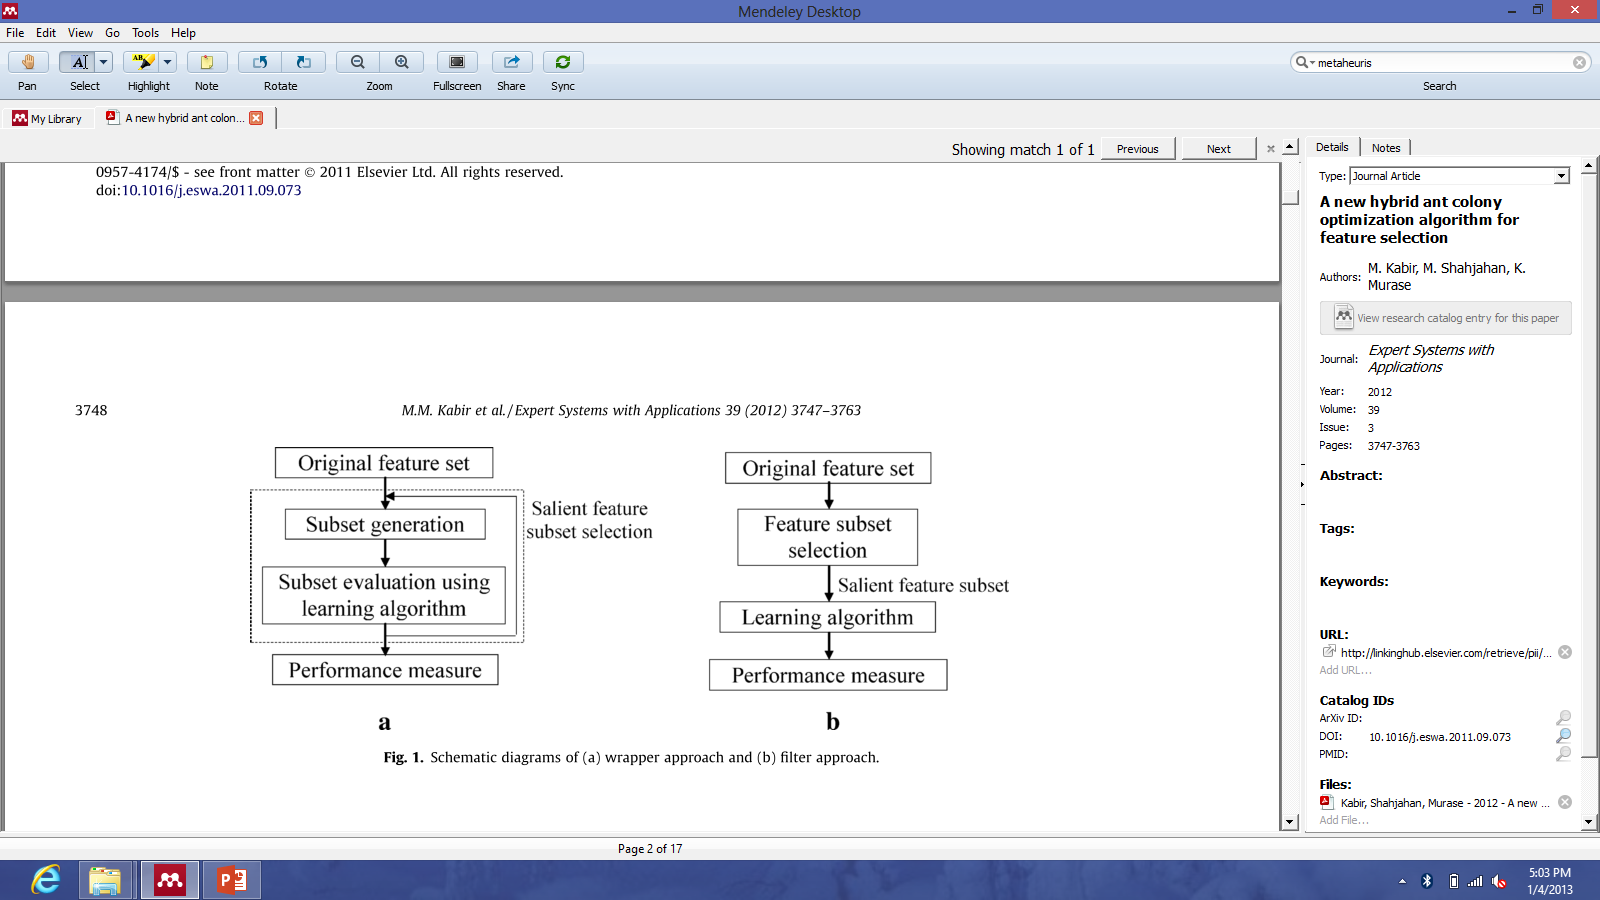 Mendeley Desktop
File Edit View Go Tools Help
metaheuris
Pan Select Highlight Note Rotate Zoom Fullscreen Share Sync Search
My Library A new hybrid ant colon...
Showing match 1 of 1 Previous Next
0957-4174/$ - see front matter © 2011 Elsevier Ltd. All rights reserved.
doi:10.1016/j.eswa.2011.09.073
3748 M.M. Kabir et al./Expert Systems with Applications 39 (2012) 3747–3763
Original feature set
Subset generation
Subset evaluation using
learning algorithm
Performance measure
Salient feature
subset selection
a
Original feature set
Feature subset
selection
Salient feature subset
Learning algorithm
Performance measure
b
Fig. 1. Schematic diagrams of (a) wrapper approach and (b) filter approach.
Details Notes
Type: Journal Article
A new hybrid ant colony
optimization algorithm for
feature selection
Authors: M. Kabir, M. Shahjahan, K.
Murase
View research catalog entry for this paper
Journal: Expert Systems with
Applications
Year: 2012
Volume: 39
Issue: 3
Pages: 3747-3763
Abstract:
Tags:
Keywords:
URL:
http://linkinghub.elsevier.com/retrieve/pii/...
Add URL...
Catalog IDs
ArXiv ID:
DOI: 10.1016/j.eswa.2011.09.073
PMID:
Files:
Kabir, Shahjahan, Murase - 2012 - A new ...
Add File...
Page 2 of 17
5:03 PM
1/4/2013